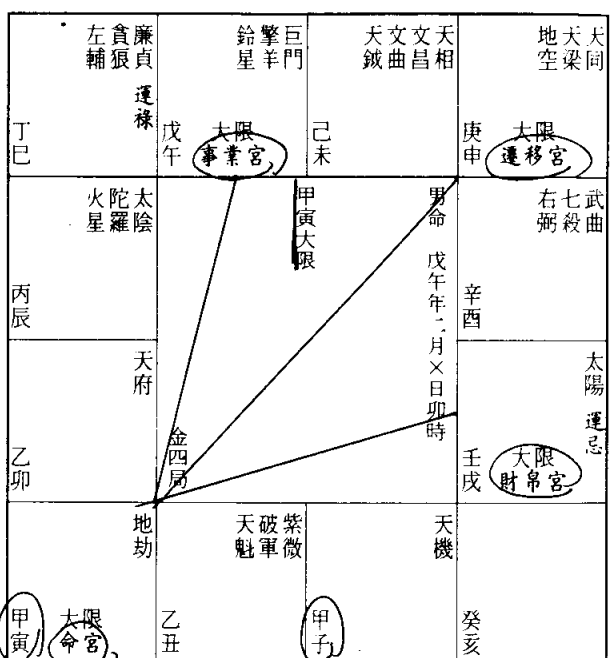 廉貞 運祿
貪狼
左輔
丁巳
巨門
擎羊
鈴星
戊午
大限
事業宮
天相
文昌
文曲
天鉞
己未
天同
天梁
地空
庚申
大限
遷移宮
太陰
陀羅
火星
丙辰
男命 戊午年二月×日卯時
甲寅大限
金四局
武曲
七殺
右弼
辛酉
天府
乙卯
太陽 運忌
壬戌
大限
財帛宮
地劫
甲寅
大限
命宮
紫微
破軍
天魁
乙丑
天機
甲子
癸亥